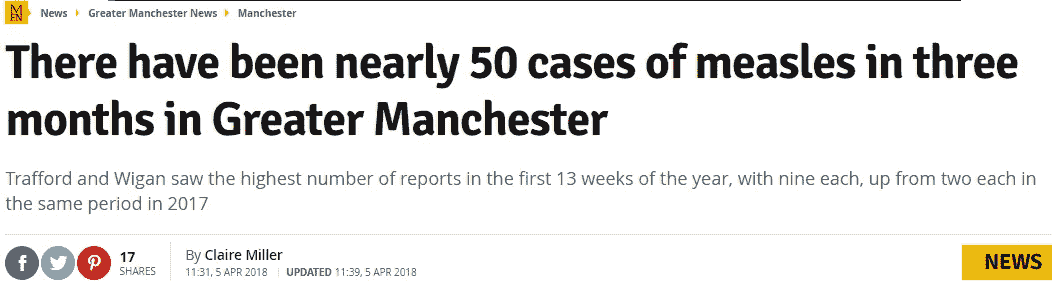 M
EN
News Greater Manchester News Manchester
There have been nearly 50 cases of measles in three
months in Greater Manchester
Trafford and Wigan saw the highest number of reports in the first 13 weeks of the year, with nine each, up from two each in
the same period in 2017
17
SHARES
By Claire Miller
11:31, 5 APR 2018 UPDATED 11:39, 5 APR 2018
NEWS